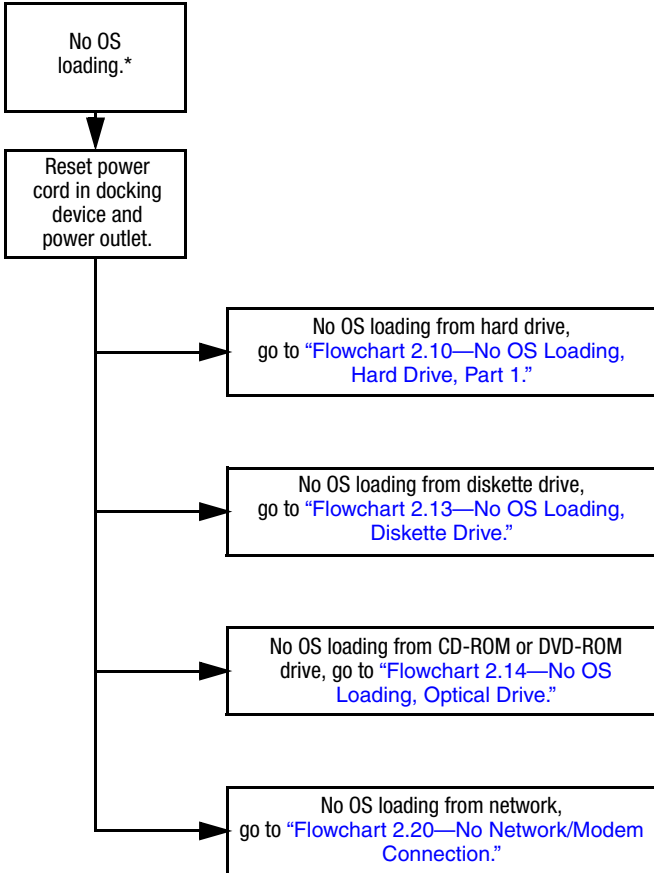 No OS
loading.*
Reset power
cord in docking
device and
power outlet.
No OS loading from hard drive,
go to “Flowchart 2.10—No OS Loading,
Hard Drive, Part 1.”
No OS loading from diskette drive,
go to “Flowchart 2.13—No OS Loading,
Diskette Drive.”
No OS loading from CD-ROM or DVD-ROM
drive, go to “Flowchart 2.14—No OS
Loading, Optical Drive.”
No OS loading from network,
go to “Flowchart 2.20—No Network/Modem
Connection.”